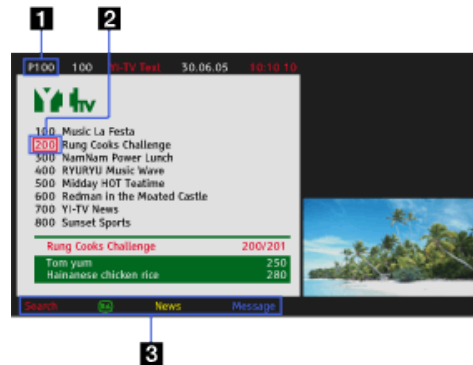 1 2
P100 100 YI-TV Text 30.06.05 10:10:10
YI tv
100 Music La Festa
200 Rung Cooks Challenge
300 NamNam Power Lunch
400 RYURYU Music Wave
500 Midday HOT Teatime
600 Redman in the Moated Castle
700 YI-TV News
800 Sunset Sports
Rung Cooks Challenge 200/201
Tom yum 250
Hainanese chicken rice 280
Search News Message
3